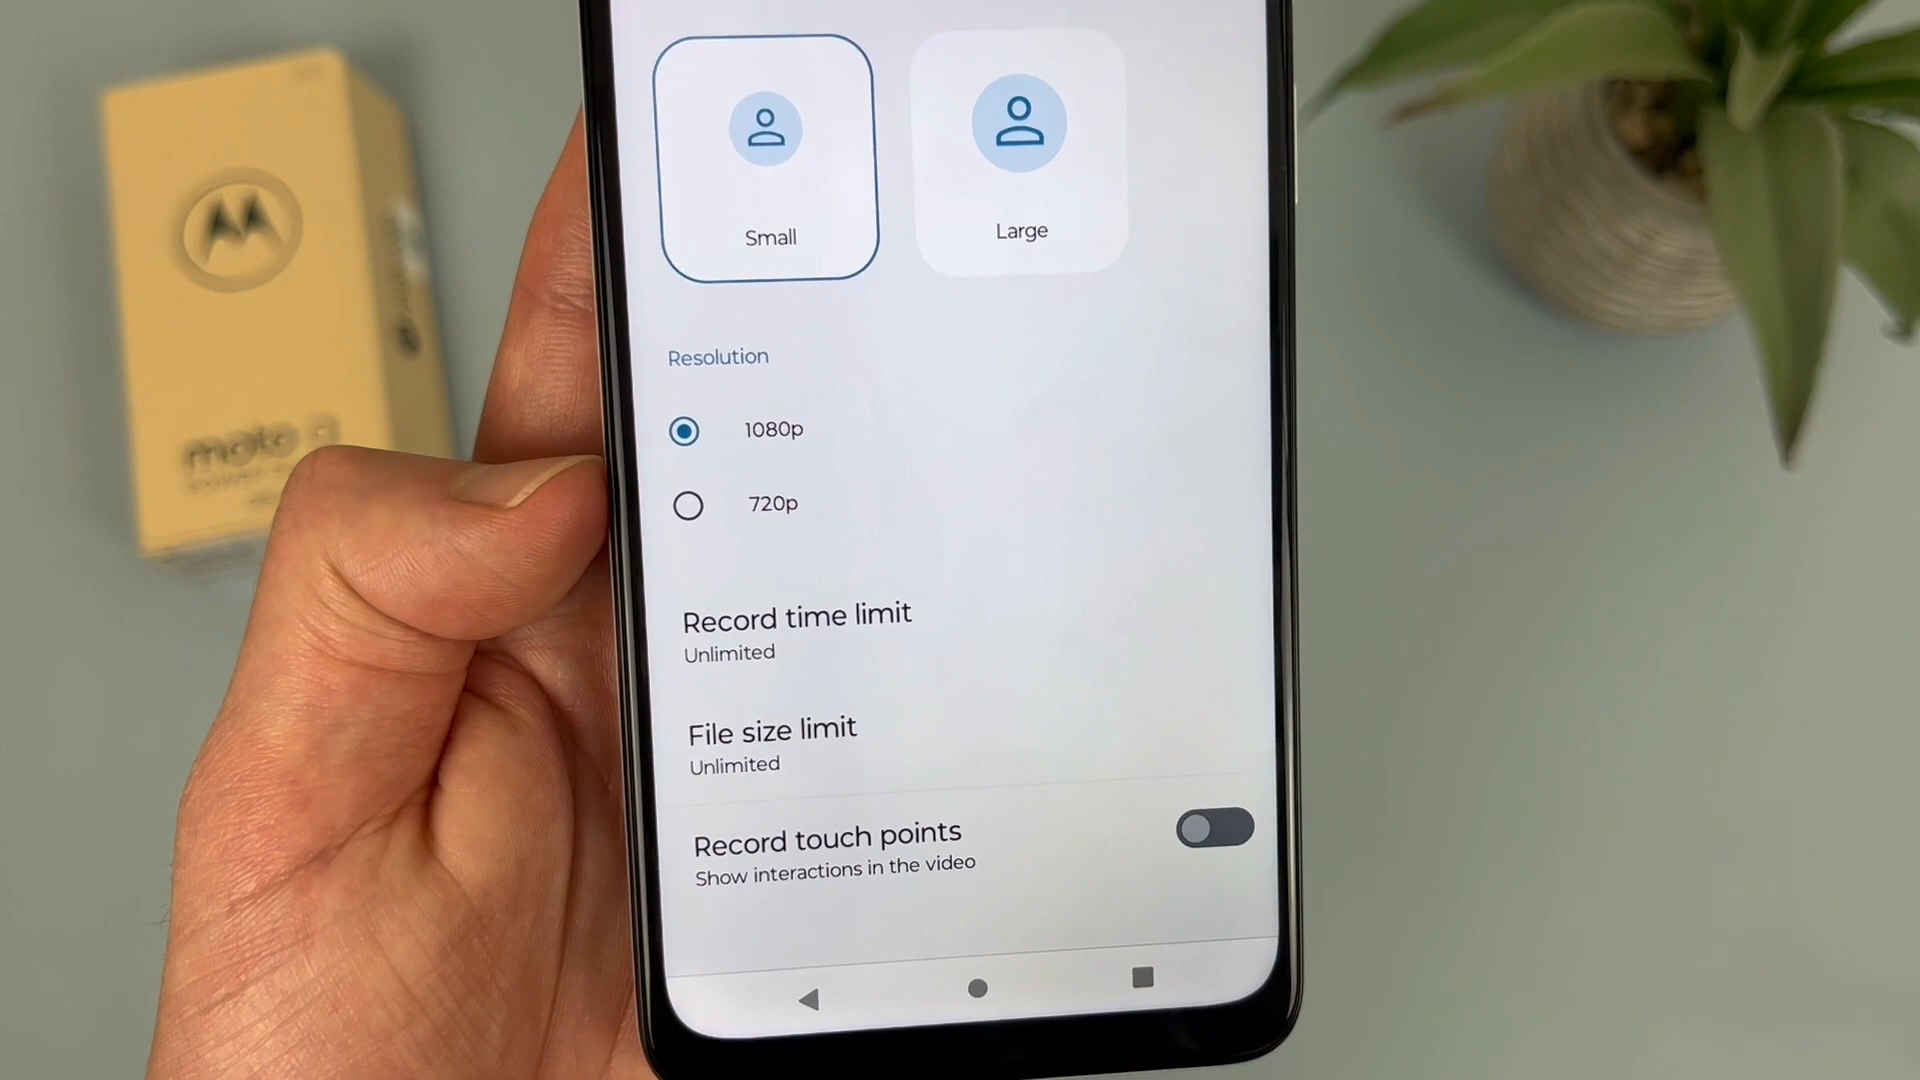 Small
Large
Resolution
1080p
720p
Record time limit
Unlimited
File size limit
Unlimited
Record touch points
Show interactions in the video
moto g